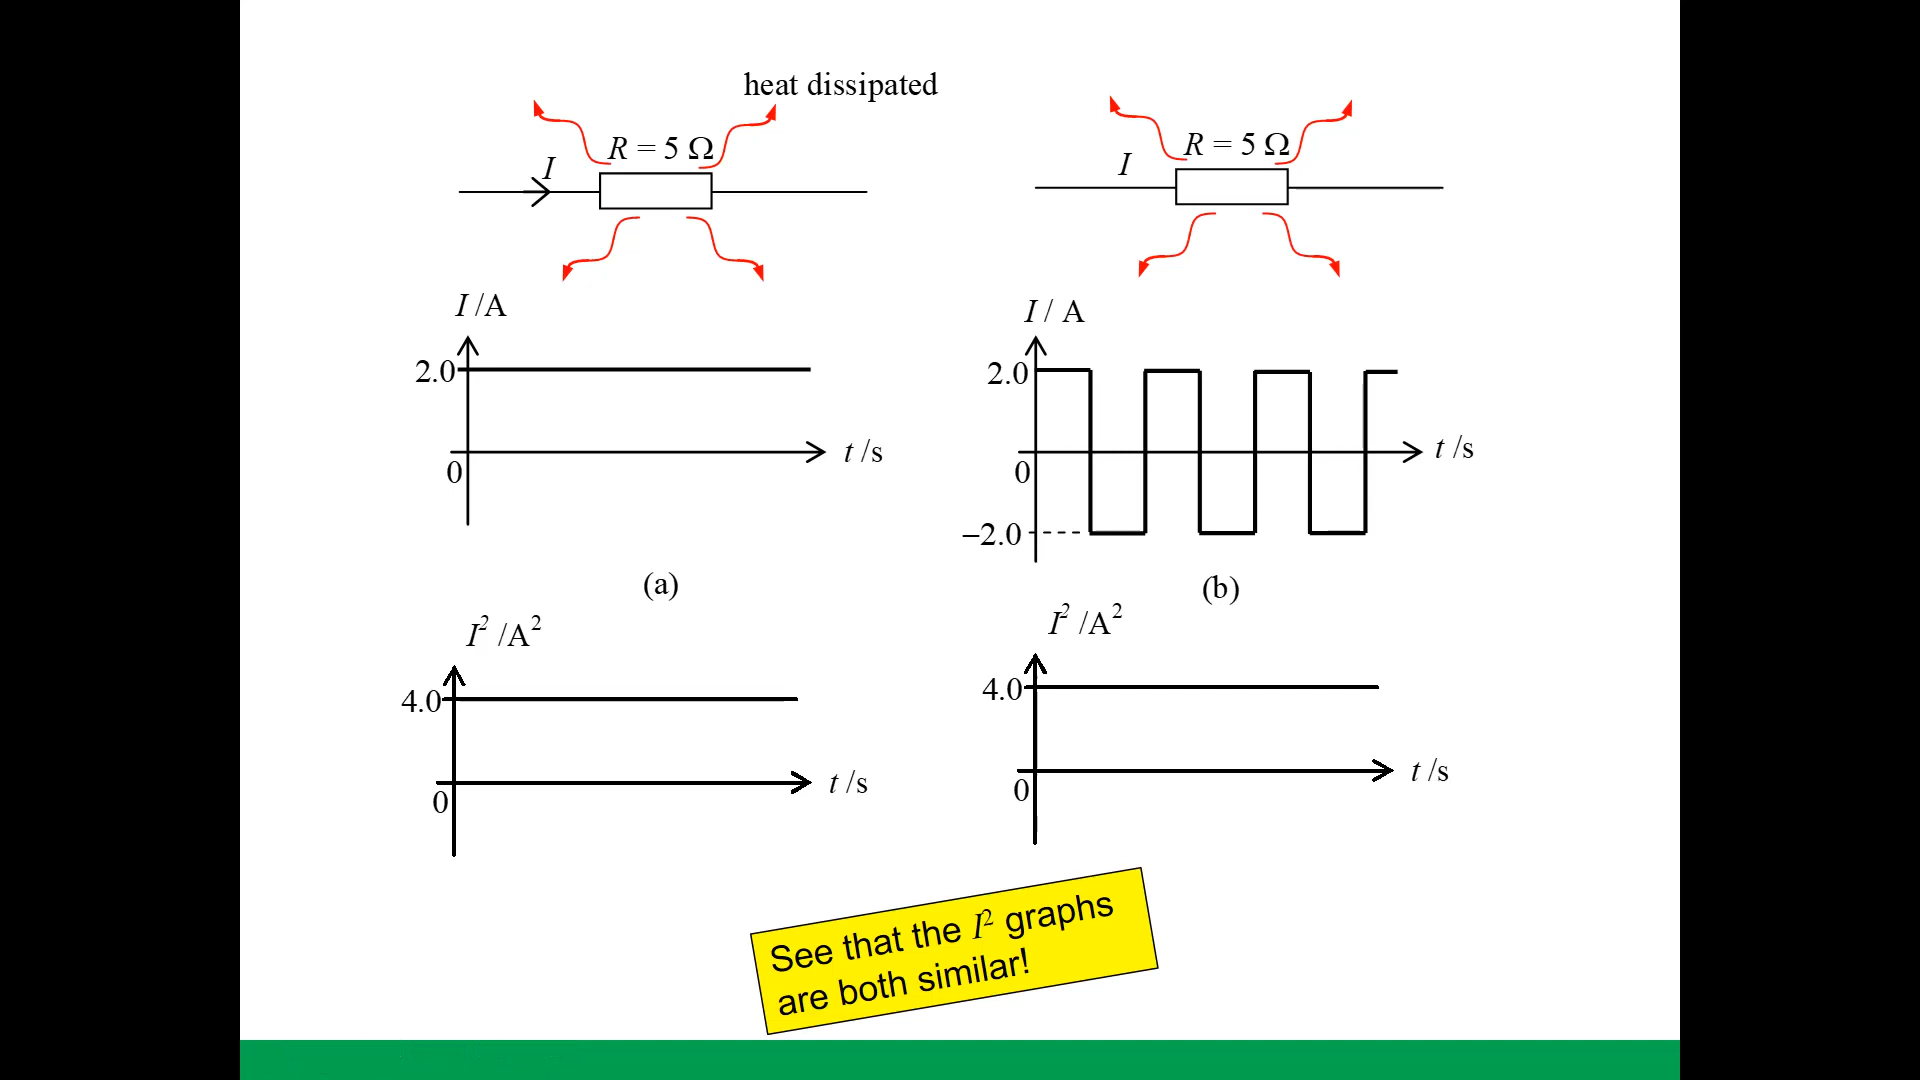 heat dissipated
R = 5 Ω
I
R = 5 Ω
I
I /A
2.0
0
t /s
(a)
I / A
2.0
0
–2.0
t /s
(b)
I² /A²
4.0
0
t /s
I² /A²
4.0
0
t /s
See that the I² graphs
are both similar!